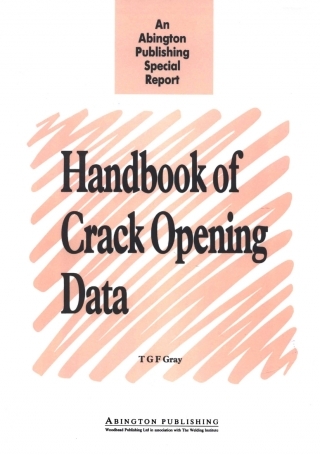 An
Abington
Publishing
Special
Report
Handbook of
Crack Opening
Data
T G F Gray
ABINGTON PUBLISHING
Woodhead Publishing Ltd in association with The Welding Institute